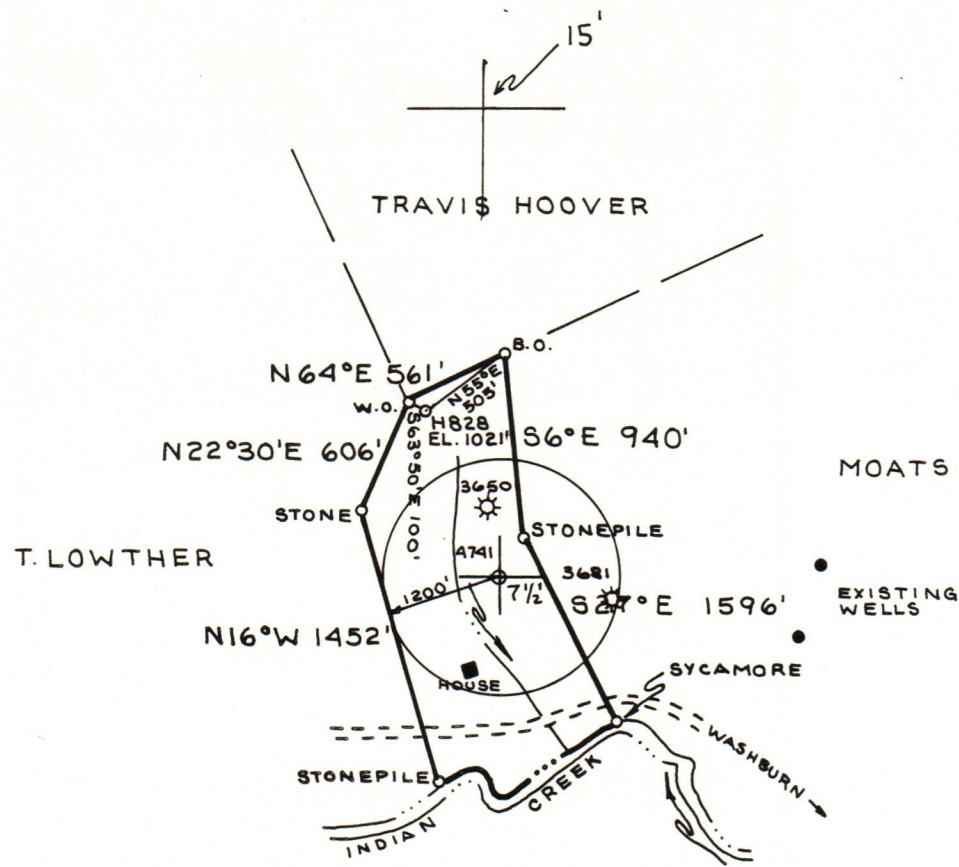 15'
TRAVIS HOOVER
B.O.
N64°E 561'
N55°E
505'
W.O.
H828
EL. 1021'
S6°E 940'
N22°30'E 606'
S63°50'E 100'
MOATS
3650
STONE
STONEPILE
T. LOWTHER
4741
3681
7½'
EXISTING
WELLS
1200'
S27°E 1596'
N16°W 1452'
SYCAMORE
HOUSE
WASHBURN
STONEPILE
INDIAN CREEK